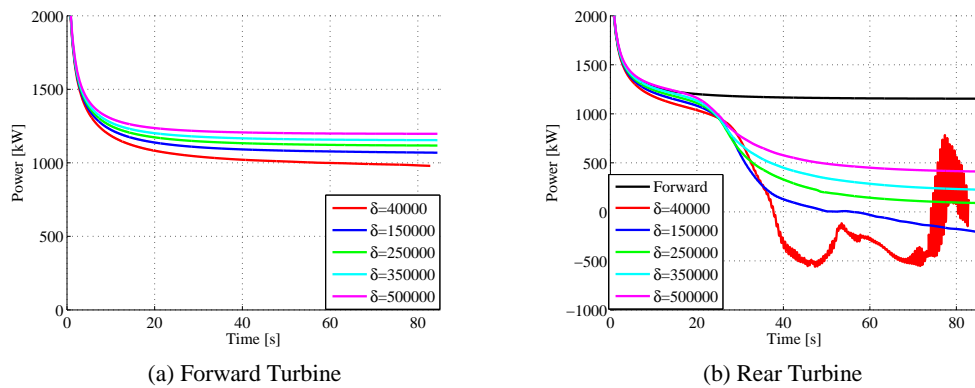 2000
1500
1000
500
0
Power [kW]
0 20 40 60 80
Time [s]
δ=40000
δ=150000
δ=250000
δ=350000
δ=500000
(a) Forward Turbine
2000
1500
1000
500
0
−500
−1000
Power [kW]
0 20 40 60 80
Time [s]
Forward
δ=40000
δ=150000
δ=250000
δ=350000
δ=500000
(b) Rear Turbine